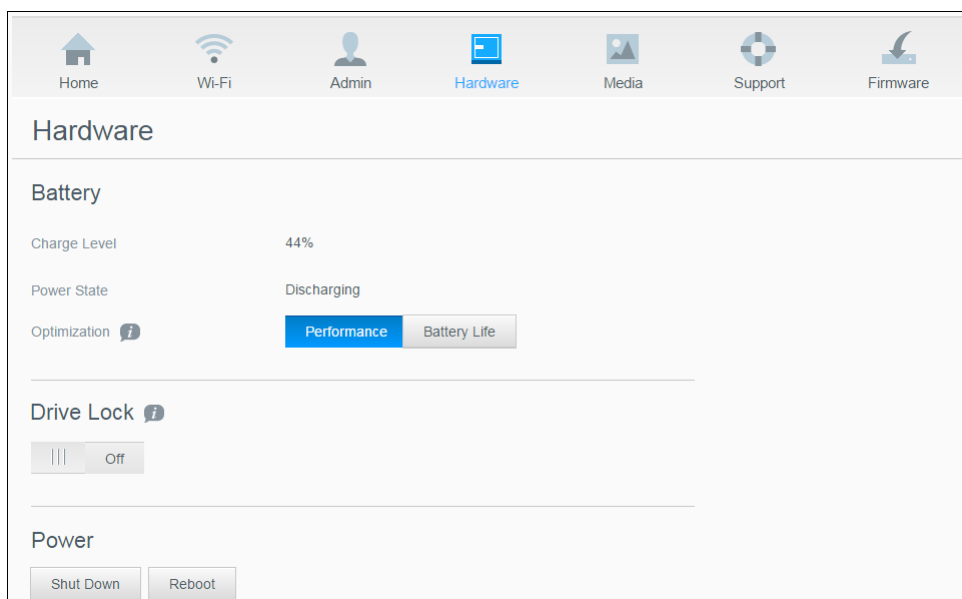 Home Wi-Fi Admin Hardware Media Support Firmware
Hardware
Battery
Charge Level 44%
Power State Discharging
Optimization i Performance Battery Life
Drive Lock i
Off
Power
Shut Down Reboot